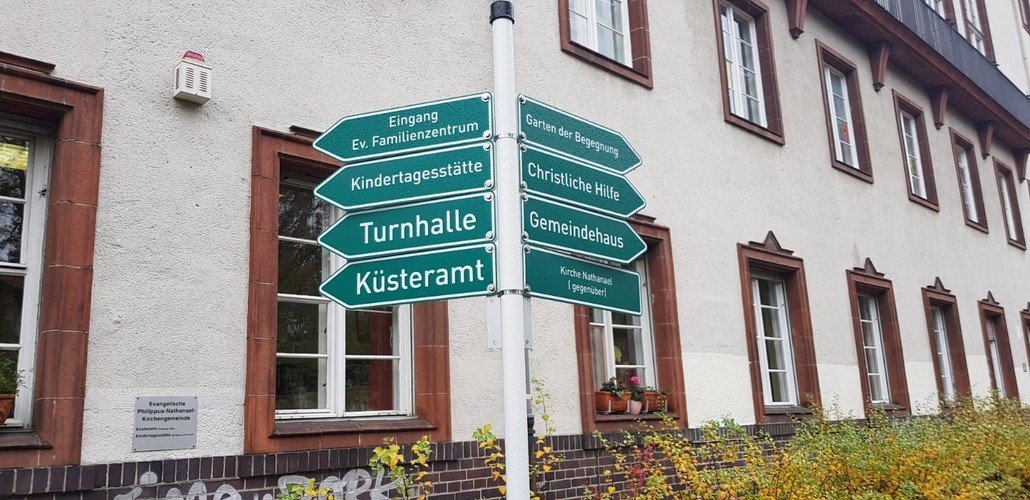 Eingang
Ev. Familienzentrum
Kindertagesstätte
Turnhalle
Küsteramt
Garten der Begegnung
Christliche Hilfe
Gemeindehaus
Kirche Nathanael
(gegenüber)
Evangelische
Philippus-Nathanael-
Kirchengemeinde
Küsteramt
Kindertagesstätte